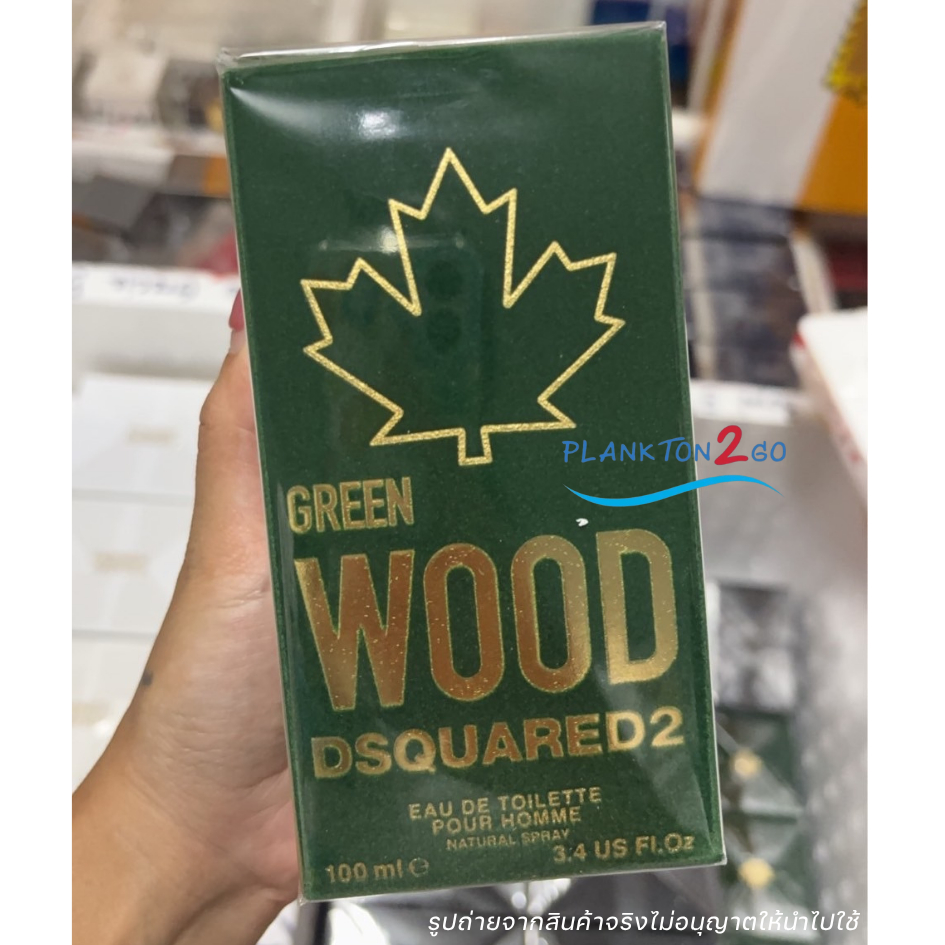 PLANKTON2GO
GREEN
WOOD
DSQUARED2
EAU DE TOILETTE
POUR HOMME
NATURAL SPRAY
100 ml ℮ 3.4 US Fl.Oz
รูปถ่ายจากสินค้าจริงไม่อนุญาตให้นำไปใช้